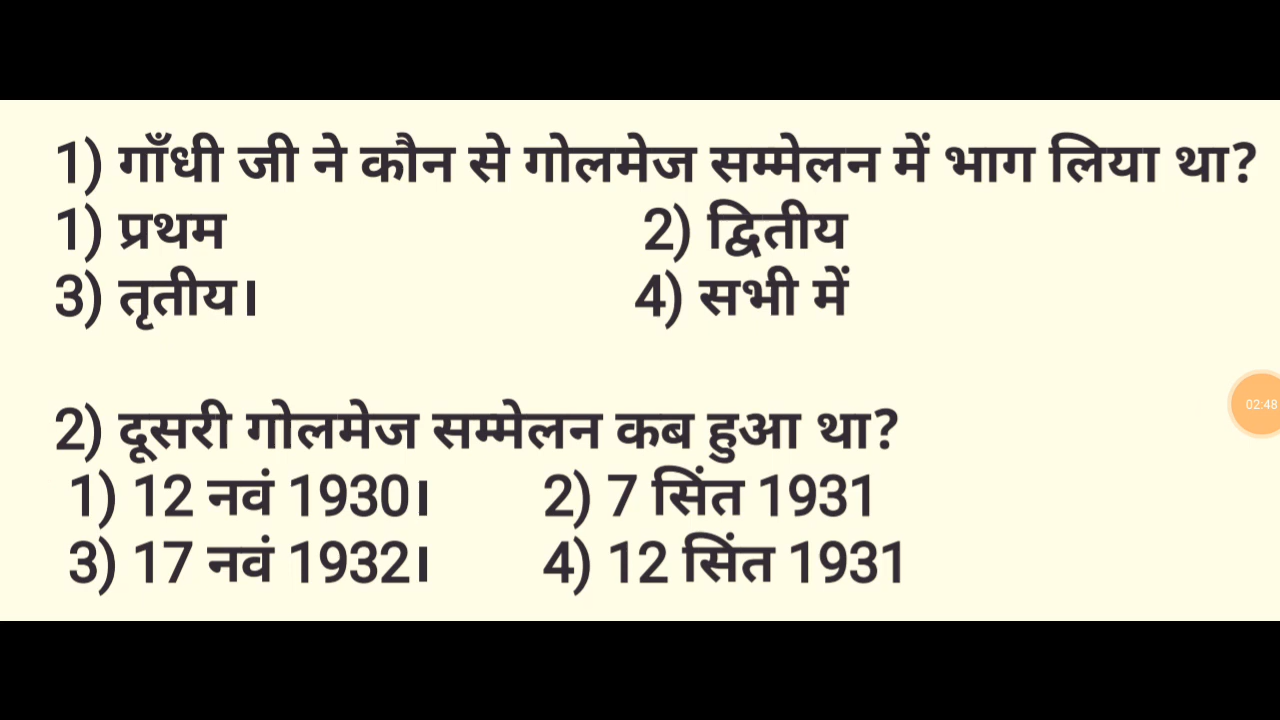 1) गाँधी जी ने कौन से गोलमेज सम्मेलन में भाग लिया था?
1) प्रथम 2) द्वितीय
3) तृतीय। 4) सभी में
2) दूसरी गोलमेज सम्मेलन कब हुआ था?
1) 12 नवं 1930। 2) 7 सिंत 1931
3) 17 नवं 1932। 4) 12 सिंत 1931
02:48